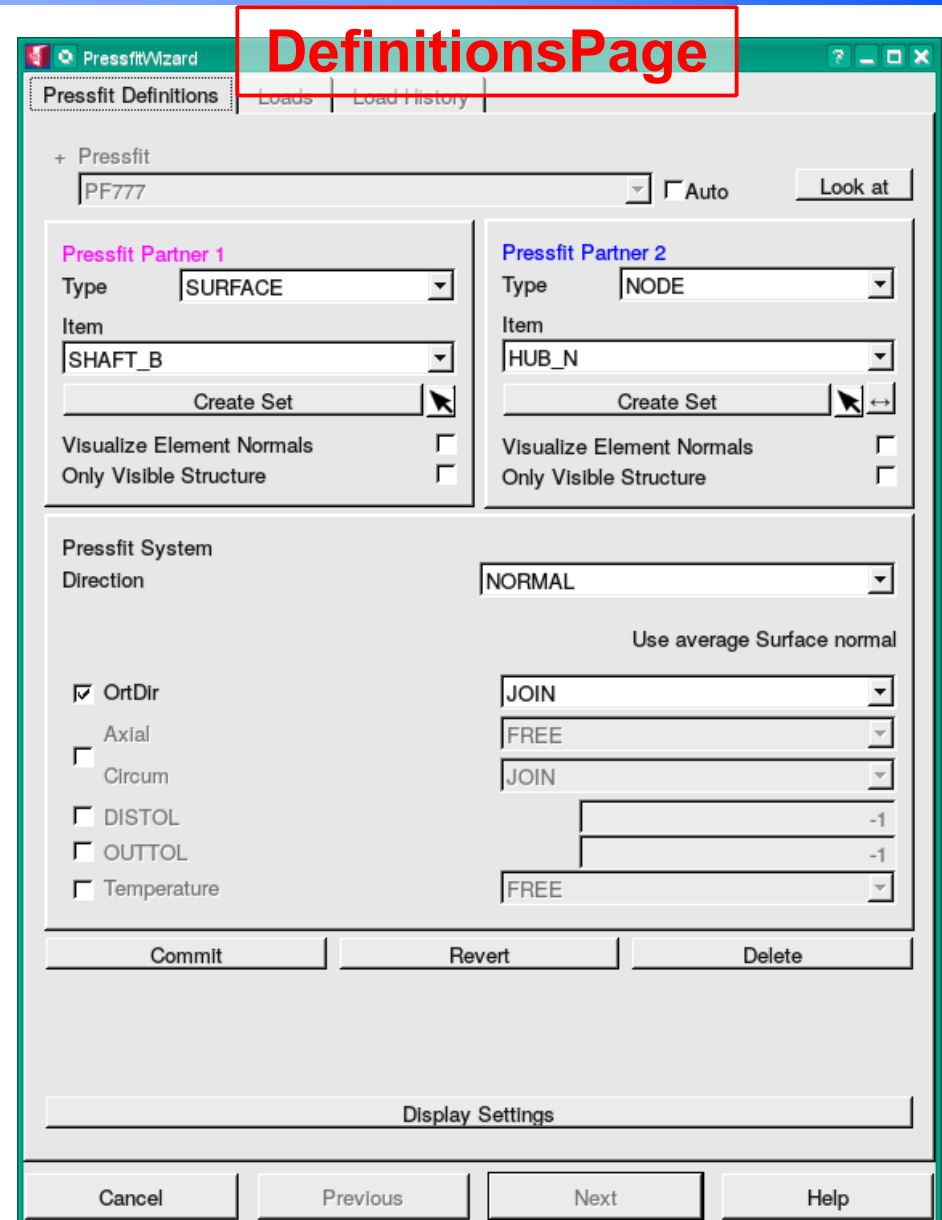 DefinitionsPage
PressfitWizard
Pressfit Definitions Loads Load History
+ Pressfit
PF777 Auto Look at
Pressfit Partner 1
Type SURFACE
Item
SHAFT_B
Create Set
Visualize Element Normals
Only Visible Structure
Pressfit Partner 2
Type NODE
Item
HUB_N
Create Set ↔
Visualize Element Normals
Only Visible Structure
Pressfit System
Direction NORMAL
Use average Surface normal
OrtDir JOIN
Axial FREE
Circum JOIN
DISTOL -1
OUTTOL -1
Temperature FREE
Commit Revert Delete
Display Settings
Cancel Previous Next Help